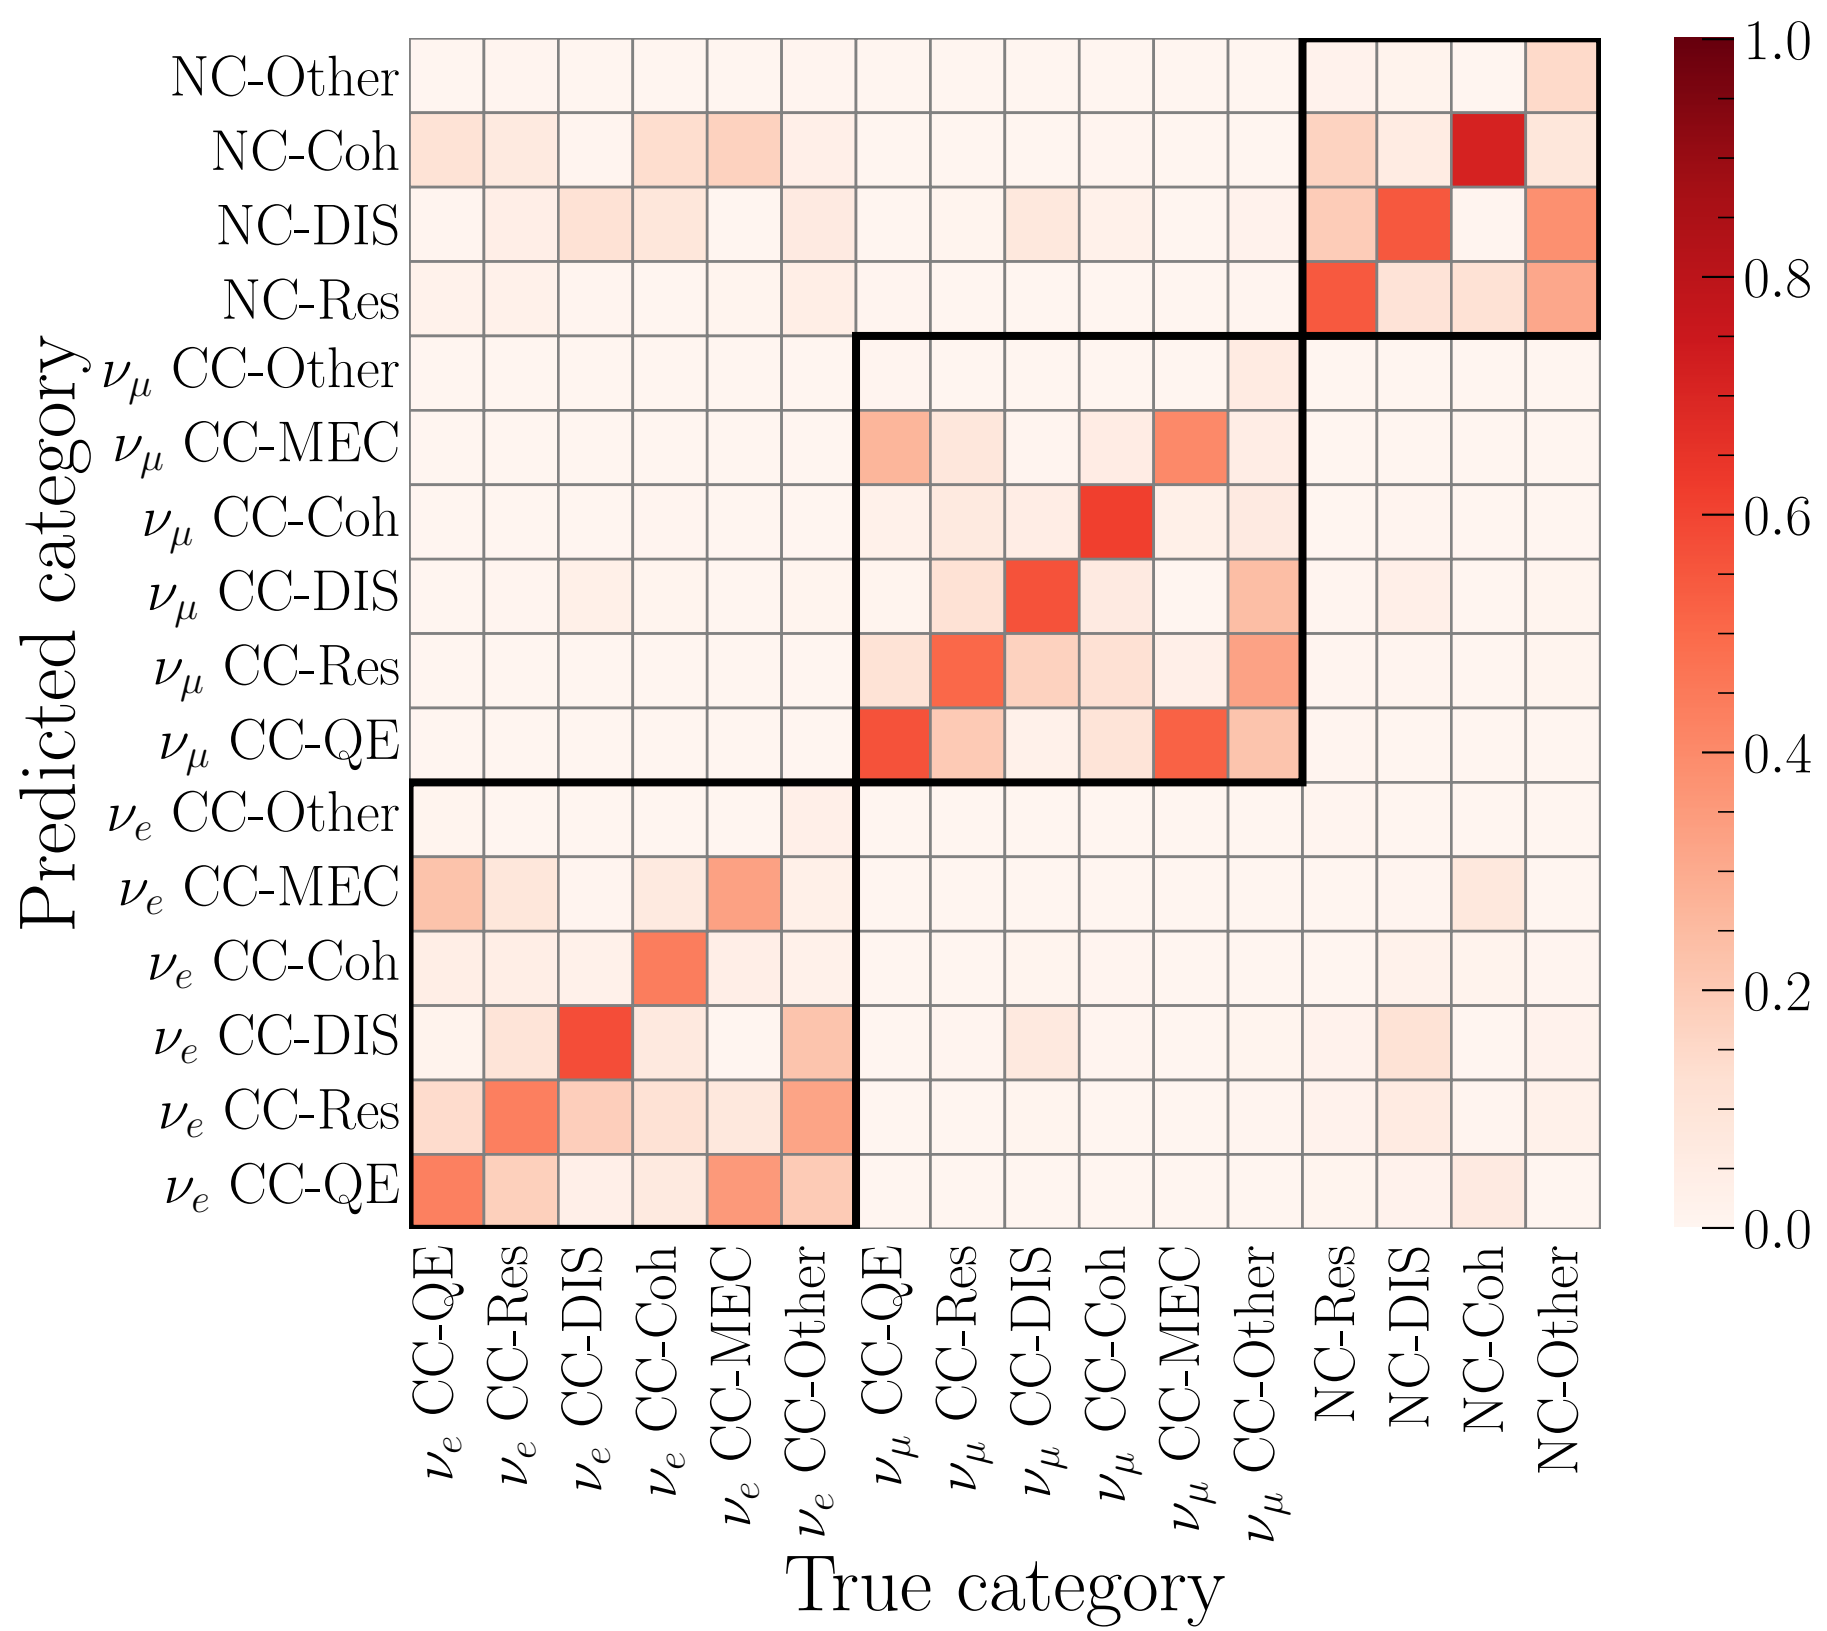 NC-Other
NC-Coh
NC-DIS
NC-Res
νμ CC-Other
νμ CC-MEC
νμ CC-Coh
νμ CC-DIS
νμ CC-Res
νμ CC-QE
νe CC-Other
νe CC-MEC
νe CC-Coh
νe CC-DIS
νe CC-Res
νe CC-QE
Predicted category
νe CC-QE
νe CC-Res
νe CC-DIS
νe CC-Coh
νe CC-MEC
νe CC-Other
νμ CC-QE
νμ CC-Res
νμ CC-DIS
νμ CC-Coh
νμ CC-MEC
νμ CC-Other
NC-Res
NC-DIS
NC-Coh
NC-Other
True category
1.0
0.8
0.6
0.4
0.2
0.0